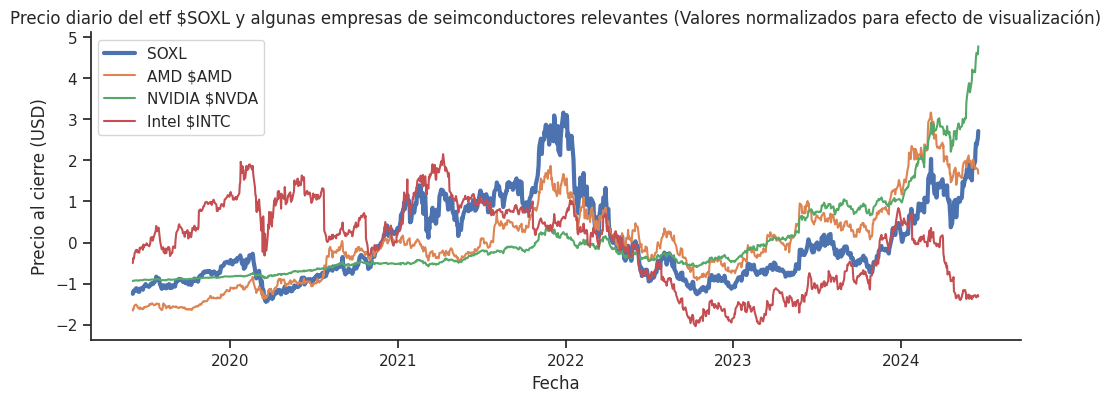 Precio diario del etf $SOXL y algunas empresas de seimconductores relevantes (Valores normalizados para efecto de visualización)
SOXL
AMD $AMD
NVIDIA $NVDA
Intel $INTC
Precio al cierre (USD)
5
4
3
2
1
0
−1
−2
2020
2021
2022
2023
2024
Fecha